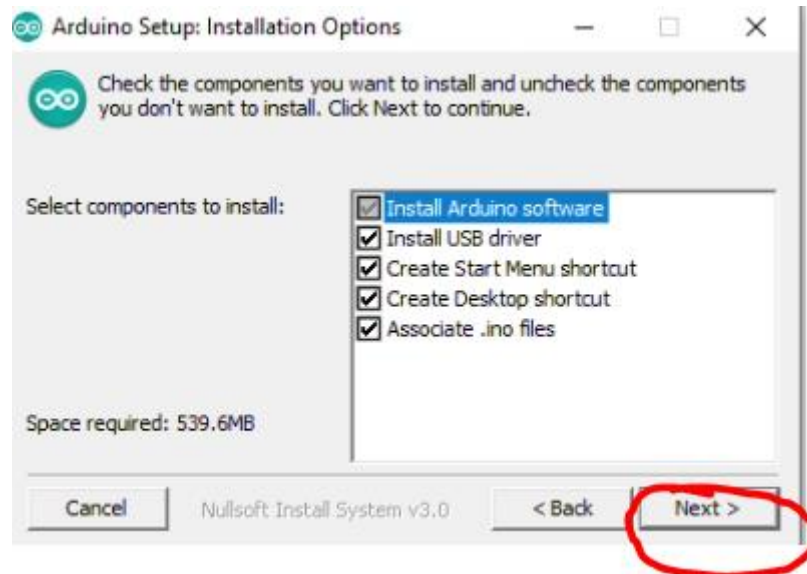 Arduino Setup: Installation Options
Check the components you want to install and uncheck the components
you don't want to install. Click Next to continue.
Select components to install:
Install Arduino software
Install USB driver
Create Start Menu shortcut
Create Desktop shortcut
Associate .ino files
Space required: 539.6MB
Cancel
Nullsoft Install System v3.0
< Back
Next >